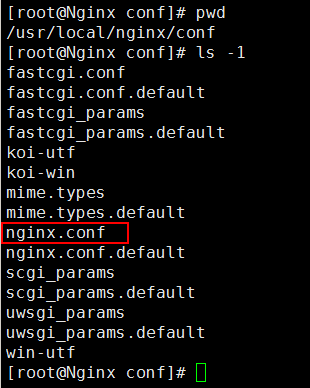 [root@Nginx conf]# pwd
/usr/local/nginx/conf
[root@Nginx conf]# ls -1
fastcgi.conf
fastcgi.conf.default
fastcgi_params
fastcgi_params.default
koi-utf
koi-win
mime.types
mime.types.default
nginx.conf
nginx.conf.default
scgi_params
scgi_params.default
uwsgi_params
uwsgi_params.default
win-utf
[root@Nginx conf]#